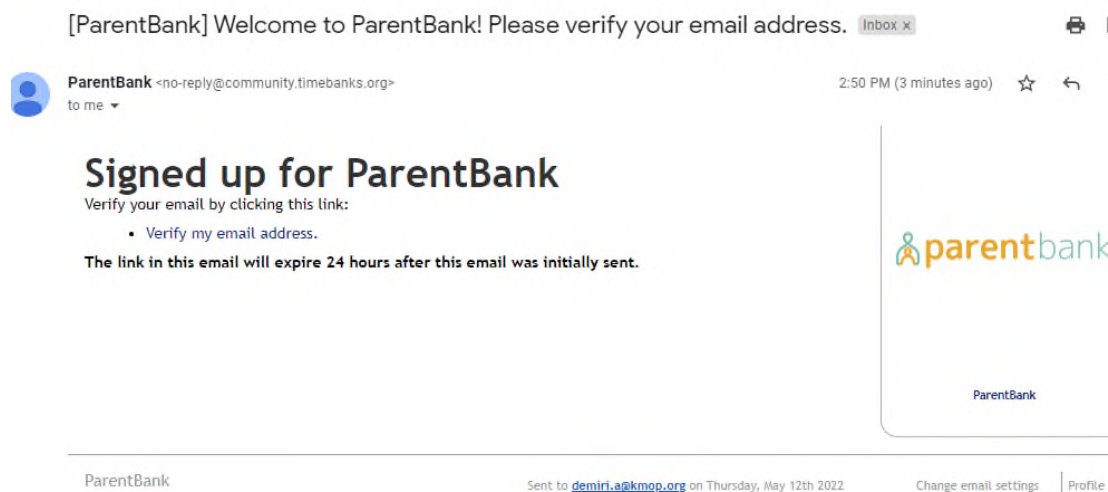 [ParentBank] Welcome to ParentBank! Please verify your email address. Inbox x
ParentBank <no-reply@community.timebanks.org> 2:50 PM (3 minutes ago)
to me
Signed up for ParentBank
Verify your email by clicking this link:
• Verify my email address.
The link in this email will expire 24 hours after this email was initially sent.
parentbank
ParentBank
ParentBank Sent to demiri.a@kmop.org on Thursday, May 12th 2022 Change email settings | Profile